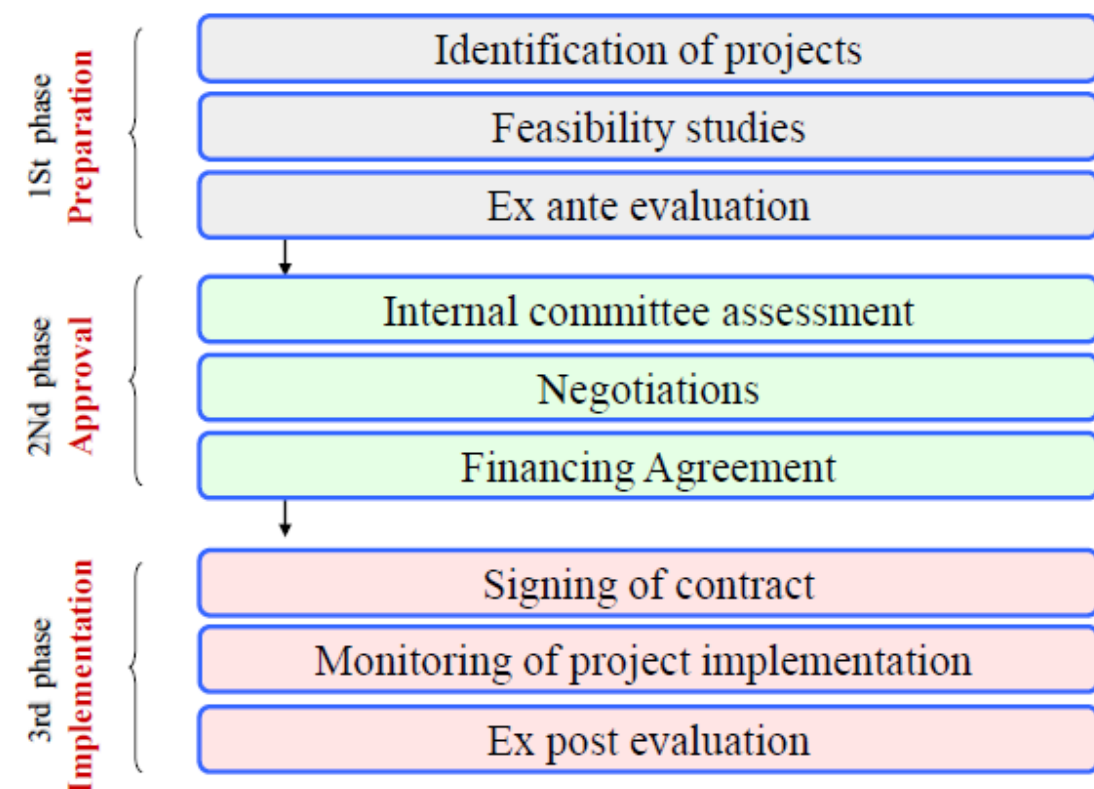 1St phase
Preparation
Identification of projects
Feasibility studies
Ex ante evaluation
2Nd phase
Approval
Internal committee assessment
Negotiations
Financing Agreement
3rd phase
Implementation
Signing of contract
Monitoring of project implementation
Ex post evaluation